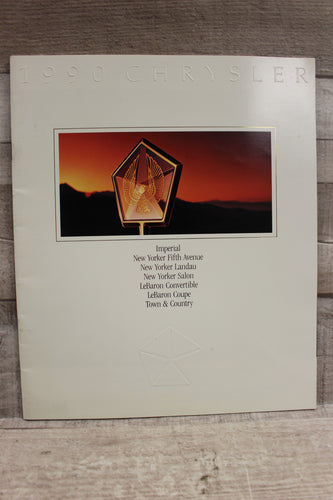 1990 CHRYSLER
Imperial
New Yorker Fifth Avenue
New Yorker Landau
New Yorker Salon
LeBaron Convertible
LeBaron Coupe
Town & Country